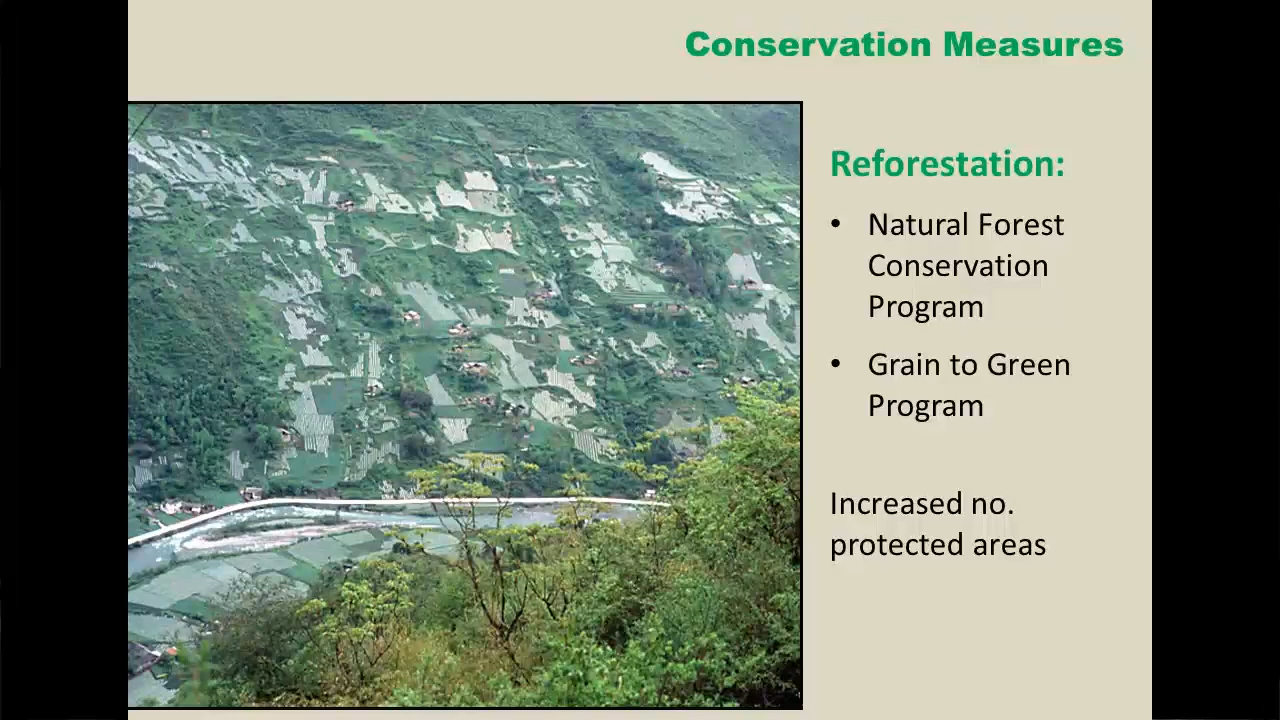 Conservation Measures
Reforestation:
• Natural Forest
Conservation
Program
• Grain to Green
Program
Increased no.
protected areas